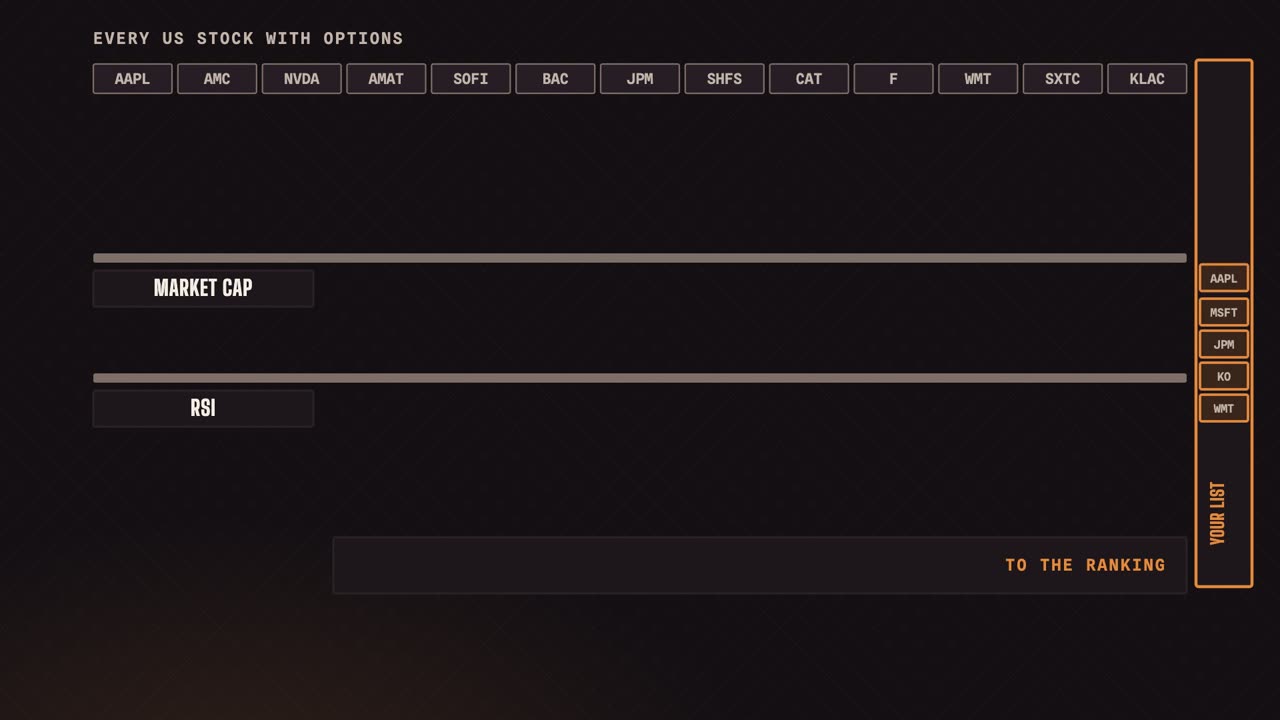 EVERY US STOCK WITH OPTIONS
AAPL AMC NVDA AMAT SOFI BAC JPM SHFS CAT F WMT SXTC KLAC
MARKET CAP
RSI
TO THE RANKING
AAPL
MSFT
JPM
KO
WMT
YOUR LIST